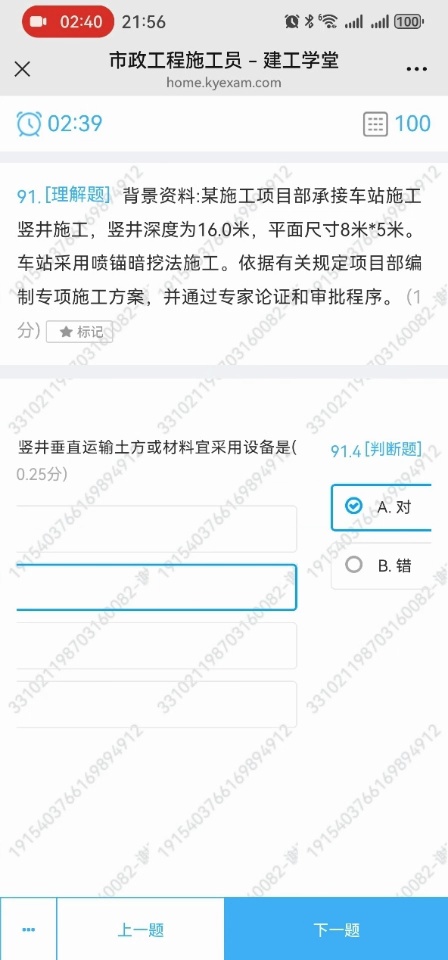 02:40 21:56 6 100
市政工程施工员 – 建工学堂
home.kyexam.com
02:39 100
91.[理解题] 背景资料:某施工项目部承接车站施工
竖井施工，竖井深度为16.0米，平面尺寸8米*5米。
车站采用喷锚暗挖法施工。依据有关规定项目部编
制专项施工方案，并通过专家论证和审批程序。（1
分） ★ 标记
竖井垂直运输土方或材料宜采用设备是(
0.25分)
91.4 [判断题]
A. 对
B. 错
1915403766169894912
331021198703160082-
... 上一题 下一题